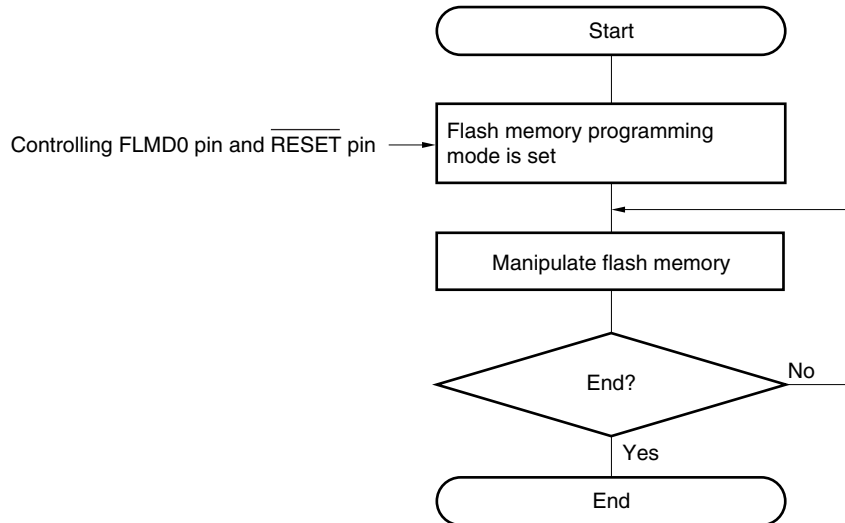 Start
Controlling FLMD0 pin and R̅E̅S̅E̅T̅ pin
Flash memory programming
mode is set
Manipulate flash memory
End?
No
Yes
End